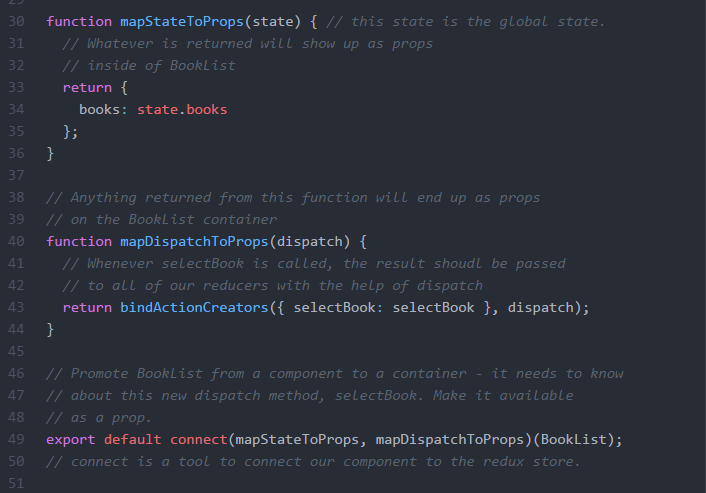 30 function mapStateToProps(state) { // this state is the global state.
31   // Whatever is returned will show up as props
32   // inside of BookList
33   return {
34     books: state.books
35   };
36 }
37
38 // Anything returned from this function will end up as props
39 // on the BookList container
40 function mapDispatchToProps(dispatch) {
41   // Whenever selectBook is called, the result shoudl be passed
42   // to all of our reducers with the help of dispatch
43   return bindActionCreators({ selectBook: selectBook }, dispatch);
44 }
45
46 // Promote BookList from a component to a container - it needs to know
47 // about this new dispatch method, selectBook. Make it available
48 // as a prop.
49 export default connect(mapStateToProps, mapDispatchToProps)(BookList);
50 // connect is a tool to connect our component to the redux store.
51